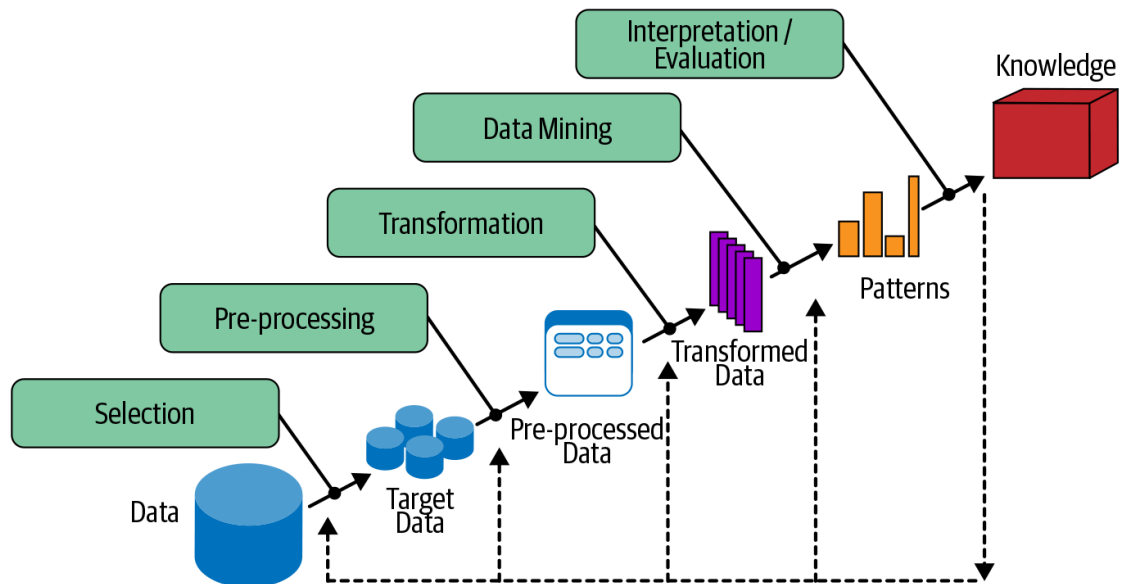 Interpretation /
Evaluation
Knowledge
Data Mining
Transformation
Patterns
Pre-processing
Transformed
Data
Selection
Pre-processed
Data
Data
Target
Data